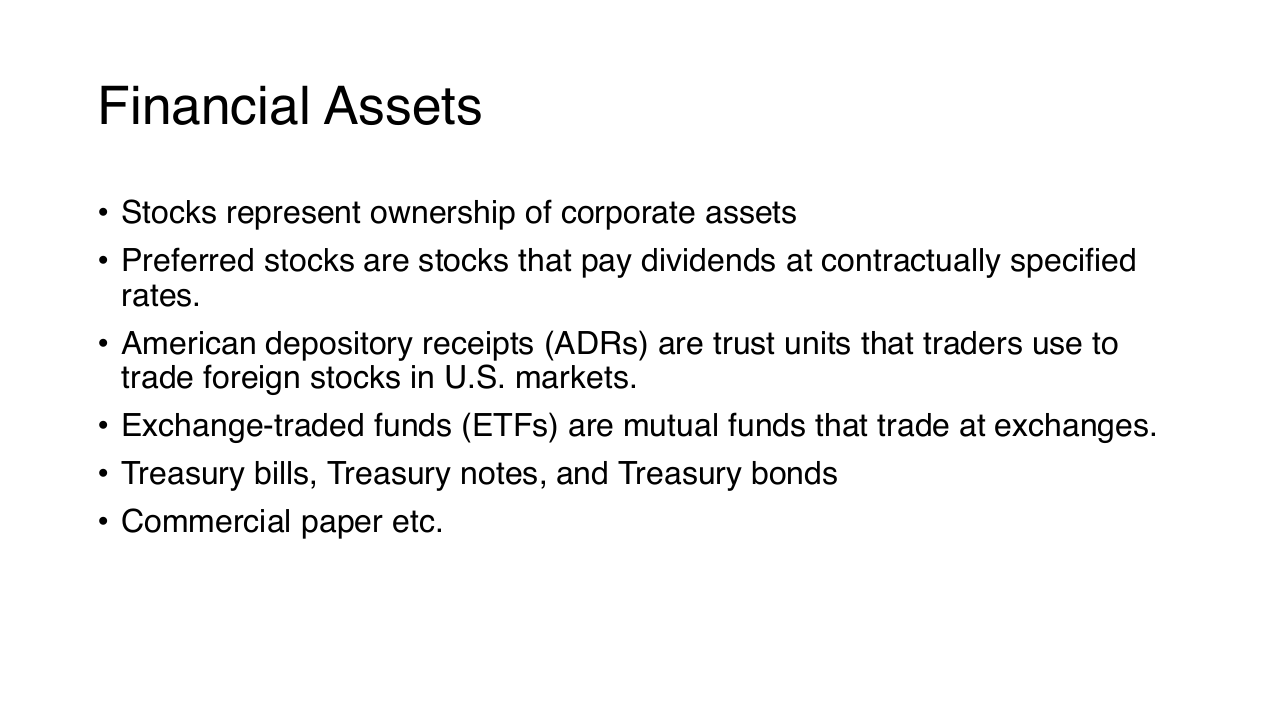 Financial Assets
• Stocks represent ownership of corporate assets
• Preferred stocks are stocks that pay dividends at contractually specified
rates.
• American depository receipts (ADRs) are trust units that traders use to
trade foreign stocks in U.S. markets.
• Exchange-traded funds (ETFs) are mutual funds that trade at exchanges.
• Treasury bills, Treasury notes, and Treasury bonds
• Commercial paper etc.